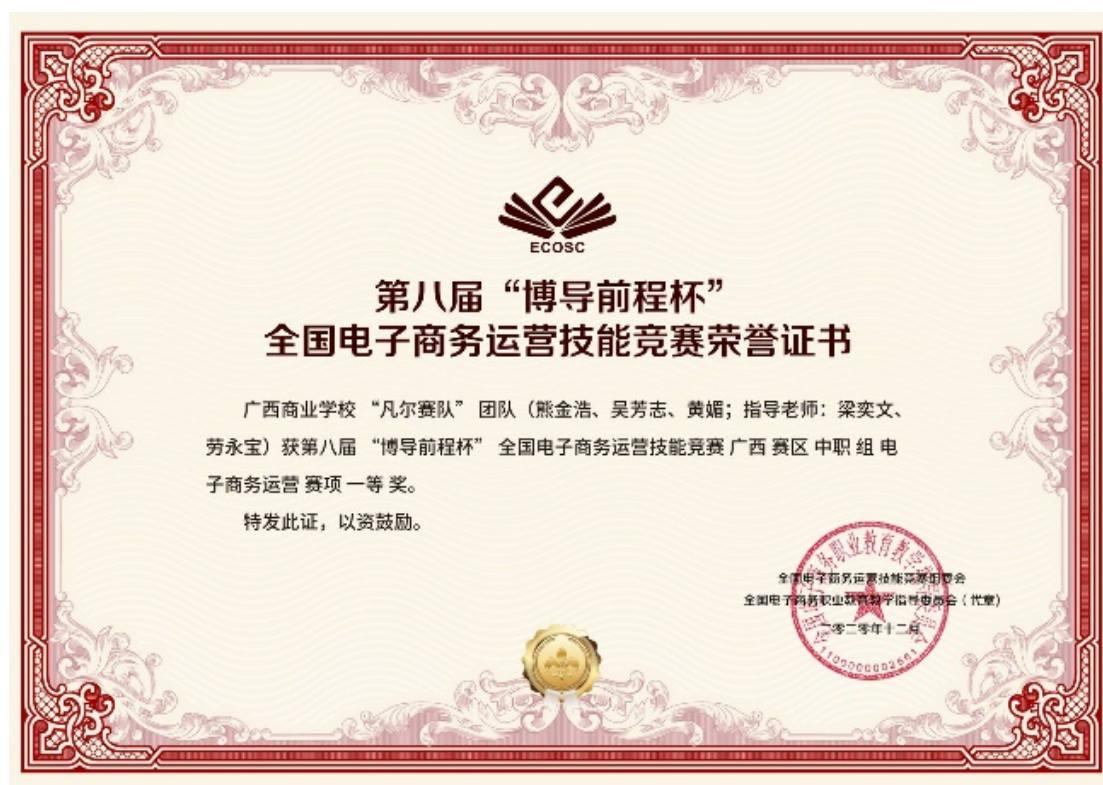 ECOSC
第八届“博导前程杯”
全国电子商务运营技能竞赛荣誉证书
广西商业学校 “凡尔赛队” 团队（熊金浩、吴芳志、黄媚；指导老师：梁奕文、
劳永宝）获第八届 “博导前程杯” 全国电子商务运营技能竞赛 广西 赛区 中职 组 电
子商务运营 赛项 一等 奖。
特发此证，以资鼓励。
全国电子商务运营技能竞赛组委会
全国电子商务职业教育教学指导委员会（代章）
二零二零年十二月